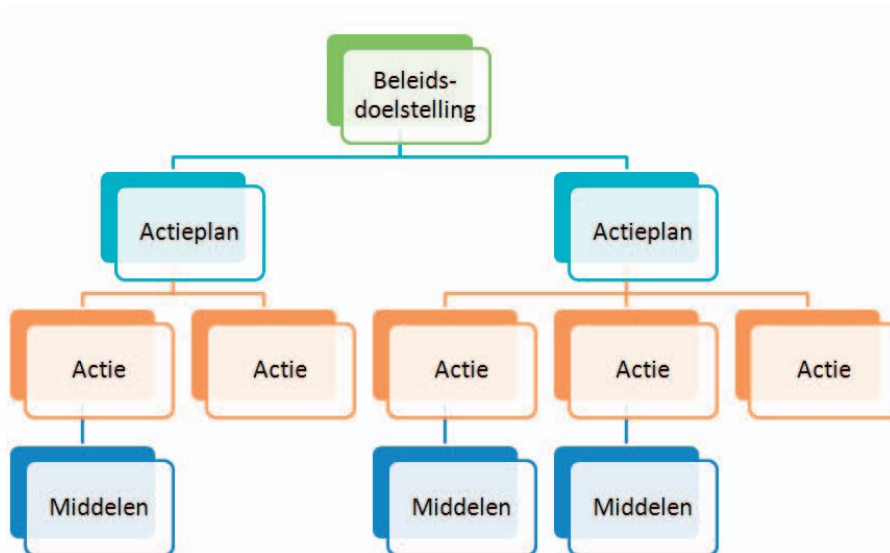 Beleids-
doelstelling
Actieplan
Actieplan
Actie
Actie
Actie
Actie
Actie
Middelen
Middelen
Middelen